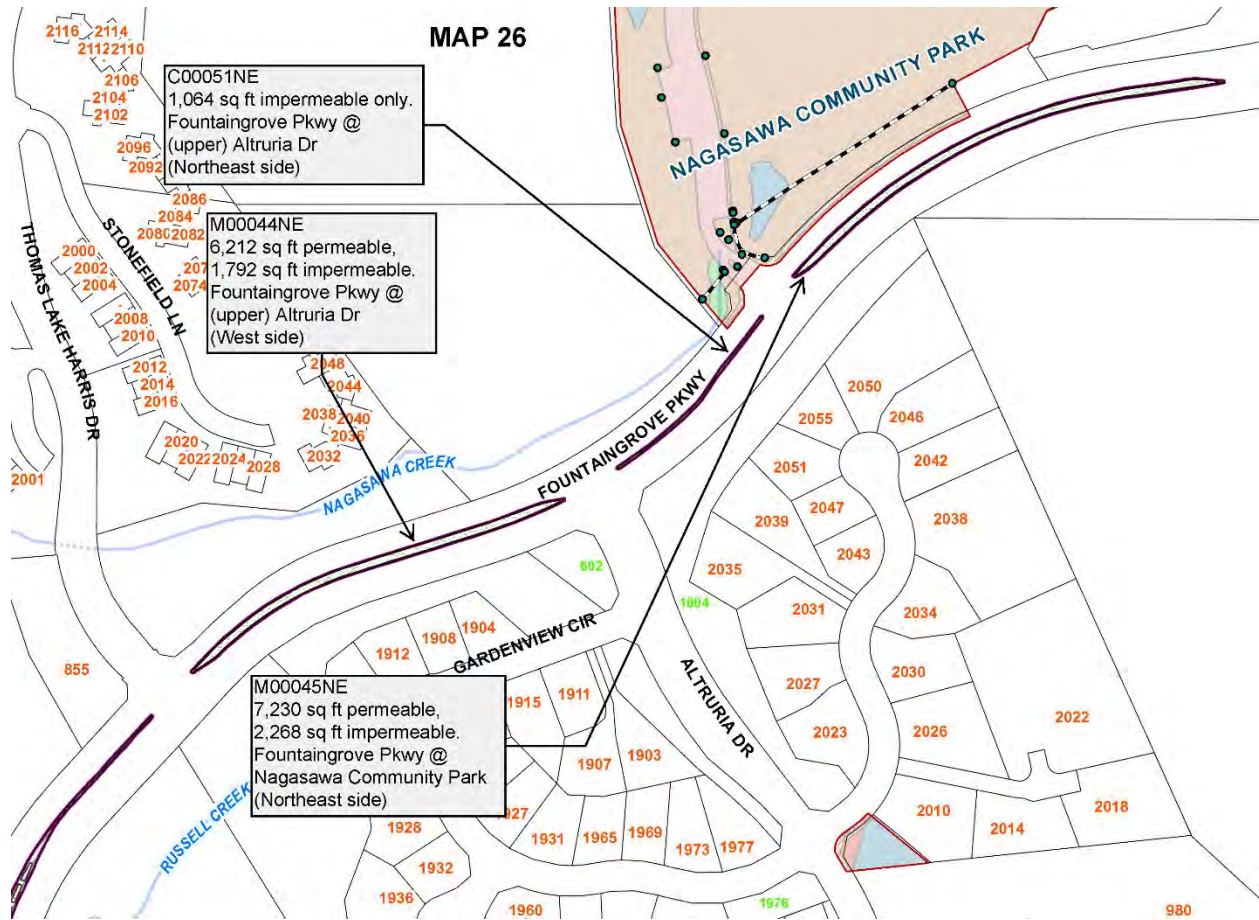 MAP 26
C00051NE
1,064 sq ft impermeable only.
Fountaingrove Pkwy @
(upper) Altruria Dr
(Northeast side)
M00044NE
6,212 sq ft permeable,
1,792 sq ft impermeable.
Fountaingrove Pkwy @
(upper) Altruria Dr
(West side)
M00045NE
7,230 sq ft permeable,
2,268 sq ft impermeable.
Fountaingrove Pkwy @
Nagasawa Community Park
(Northeast side)
NAGASAWA COMMUNITY PARK
FOUNTAINGROVE PKWY
THOMAS LAKE HARRIS DR
STONEFIELD LN
NAGASAWA CREEK
GARDENVIEW CIR
ALTRURIA DR
RUSSELL CREEK
2116
2114
2112
2110
2106
2104
2102
2096
2092
2086
2084
2080
2082
2074
2000
2002
2004
2008
2010
2012
2014
2016
2020
2022
2024
2028
2001
2048
2044
2038
2040
2036
2032
855
602
1004
1912
1908
1904
1915
1911
1907
1903
1928
1932
1936
1931
1965
1969
1973
1977
1960
1976
2050
2055
2046
2051
2042
2047
2039
2038
2043
2035
2031
2034
2027
2030
2023
2026
2022
2010
2014
2018
980